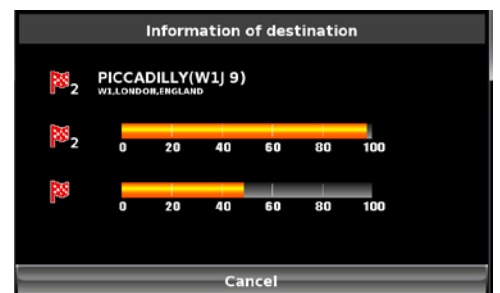 Information of destination
2 PICCADILLY(W1J 9)
W1,LONDON,ENGLAND
2
0 20 40 60 80 100
0 20 40 60 80 100
Cancel